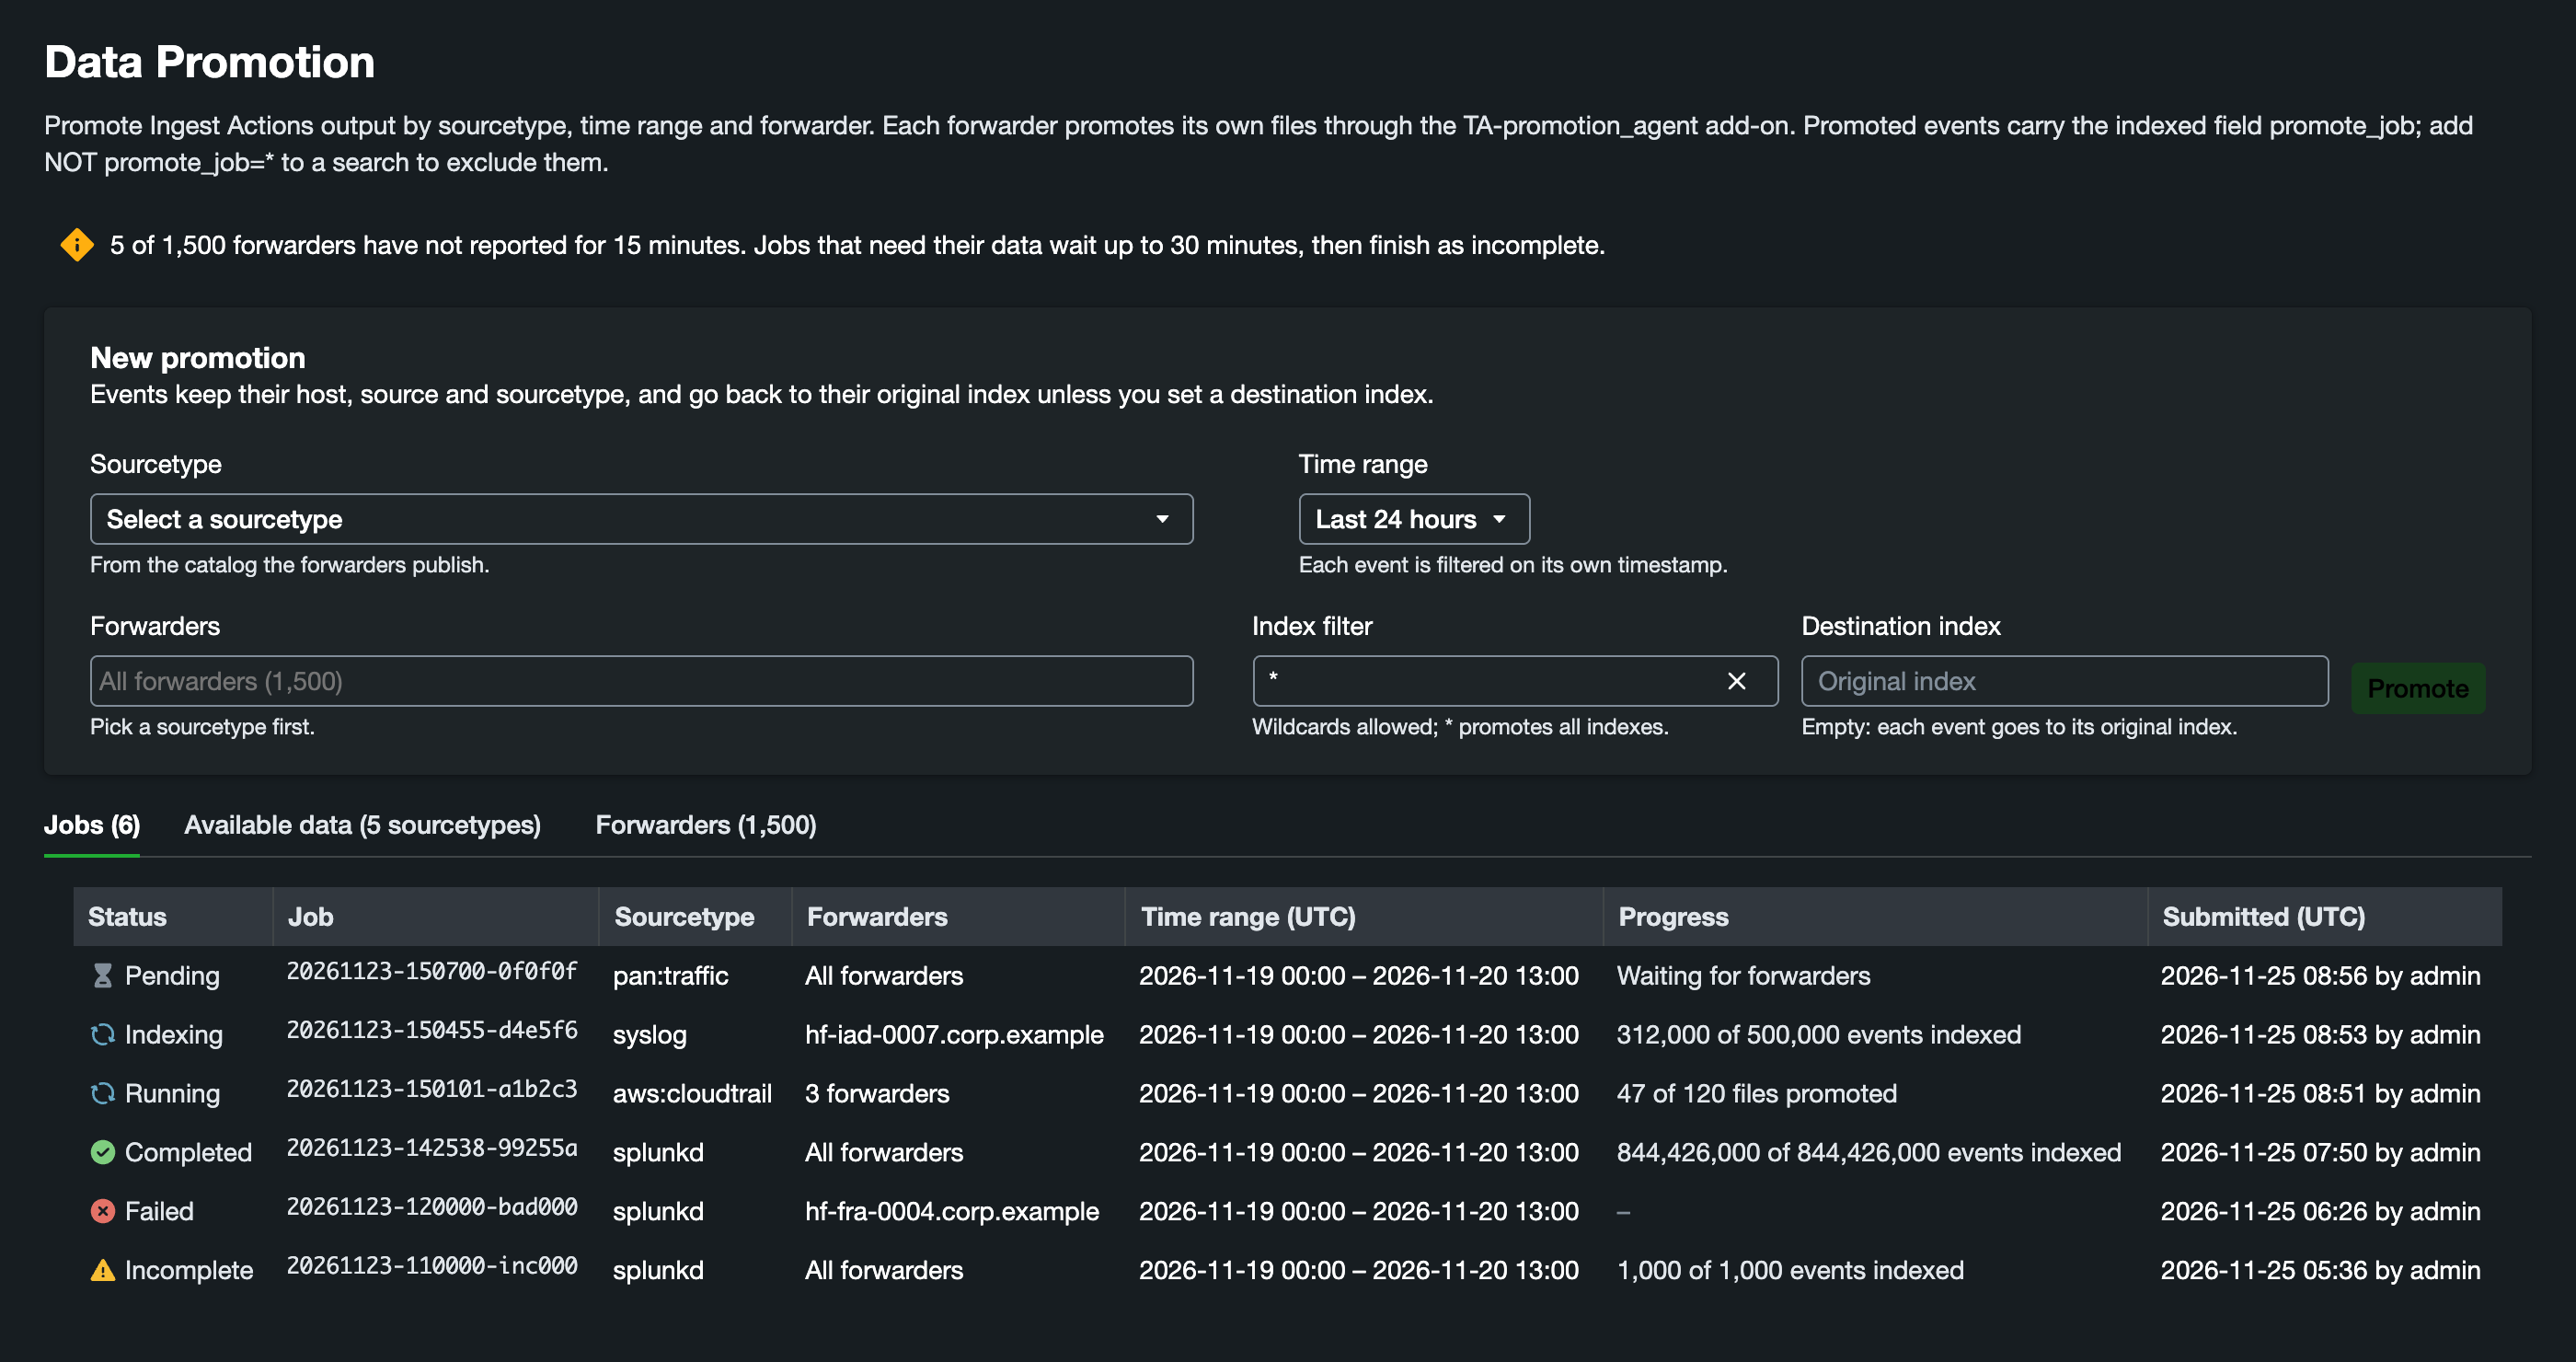 Data Promotion
Promote Ingest Actions output by sourcetype, time range and forwarder. Each forwarder promotes its own files through the TA-promotion_agent add-on. Promoted events carry the indexed field promote_job; add
NOT promote_job=* to a search to exclude them.
5 of 1,500 forwarders have not reported for 15 minutes. Jobs that need their data wait up to 30 minutes, then finish as incomplete.
New promotion
Events keep their host, source and sourcetype, and go back to their original index unless you set a destination index.
Sourcetype Time range
Select a sourcetype Last 24 hours
From the catalog the forwarders publish. Each event is filtered on its own timestamp.
Forwarders Index filter Destination index
All forwarders (1,500) * Original index Promote
Pick a sourcetype first. Wildcards allowed; * promotes all indexes. Empty: each event goes to its original index.
Jobs (6) Available data (5 sourcetypes) Forwarders (1,500)
Status Job Sourcetype Forwarders Time range (UTC) Progress Submitted (UTC)
Pending 20261123-150700-0f0f0f pan:traffic All forwarders 2026-11-19 00:00 – 2026-11-20 13:00 Waiting for forwarders 2026-11-25 08:56 by admin
Indexing 20261123-150455-d4e5f6 syslog hf-iad-0007.corp.example 2026-11-19 00:00 – 2026-11-20 13:00 312,000 of 500,000 events indexed 2026-11-25 08:53 by admin
Running 20261123-150101-a1b2c3 aws:cloudtrail 3 forwarders 2026-11-19 00:00 – 2026-11-20 13:00 47 of 120 files promoted 2026-11-25 08:51 by admin
Completed 20261123-142538-99255a splunkd All forwarders 2026-11-19 00:00 – 2026-11-20 13:00 844,426,000 of 844,426,000 events indexed 2026-11-25 07:50 by admin
Failed 20261123-120000-bad000 splunkd hf-fra-0004.corp.example 2026-11-19 00:00 – 2026-11-20 13:00 – 2026-11-25 06:26 by admin
Incomplete 20261123-110000-inc000 splunkd All forwarders 2026-11-19 00:00 – 2026-11-20 13:00 1,000 of 1,000 events indexed 2026-11-25 05:36 by admin